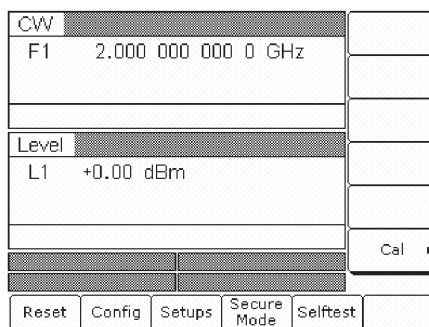 CW
F1 2.000 000 000 0 GHz
Level
L1 +0.00 dBm
Cal
Reset Config Setups Secure Mode Selftest